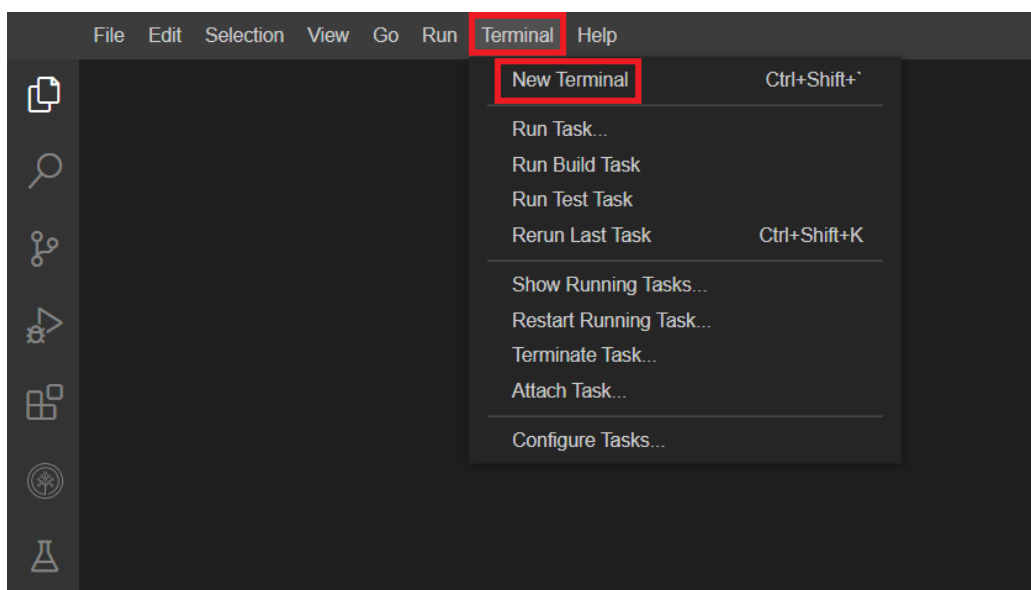 File Edit Selection View Go Run Terminal Help
New Terminal Ctrl+Shift+`
Run Task...
Run Build Task
Run Test Task
Rerun Last Task Ctrl+Shift+K
Show Running Tasks...
Restart Running Task...
Terminate Task...
Attach Task...
Configure Tasks...